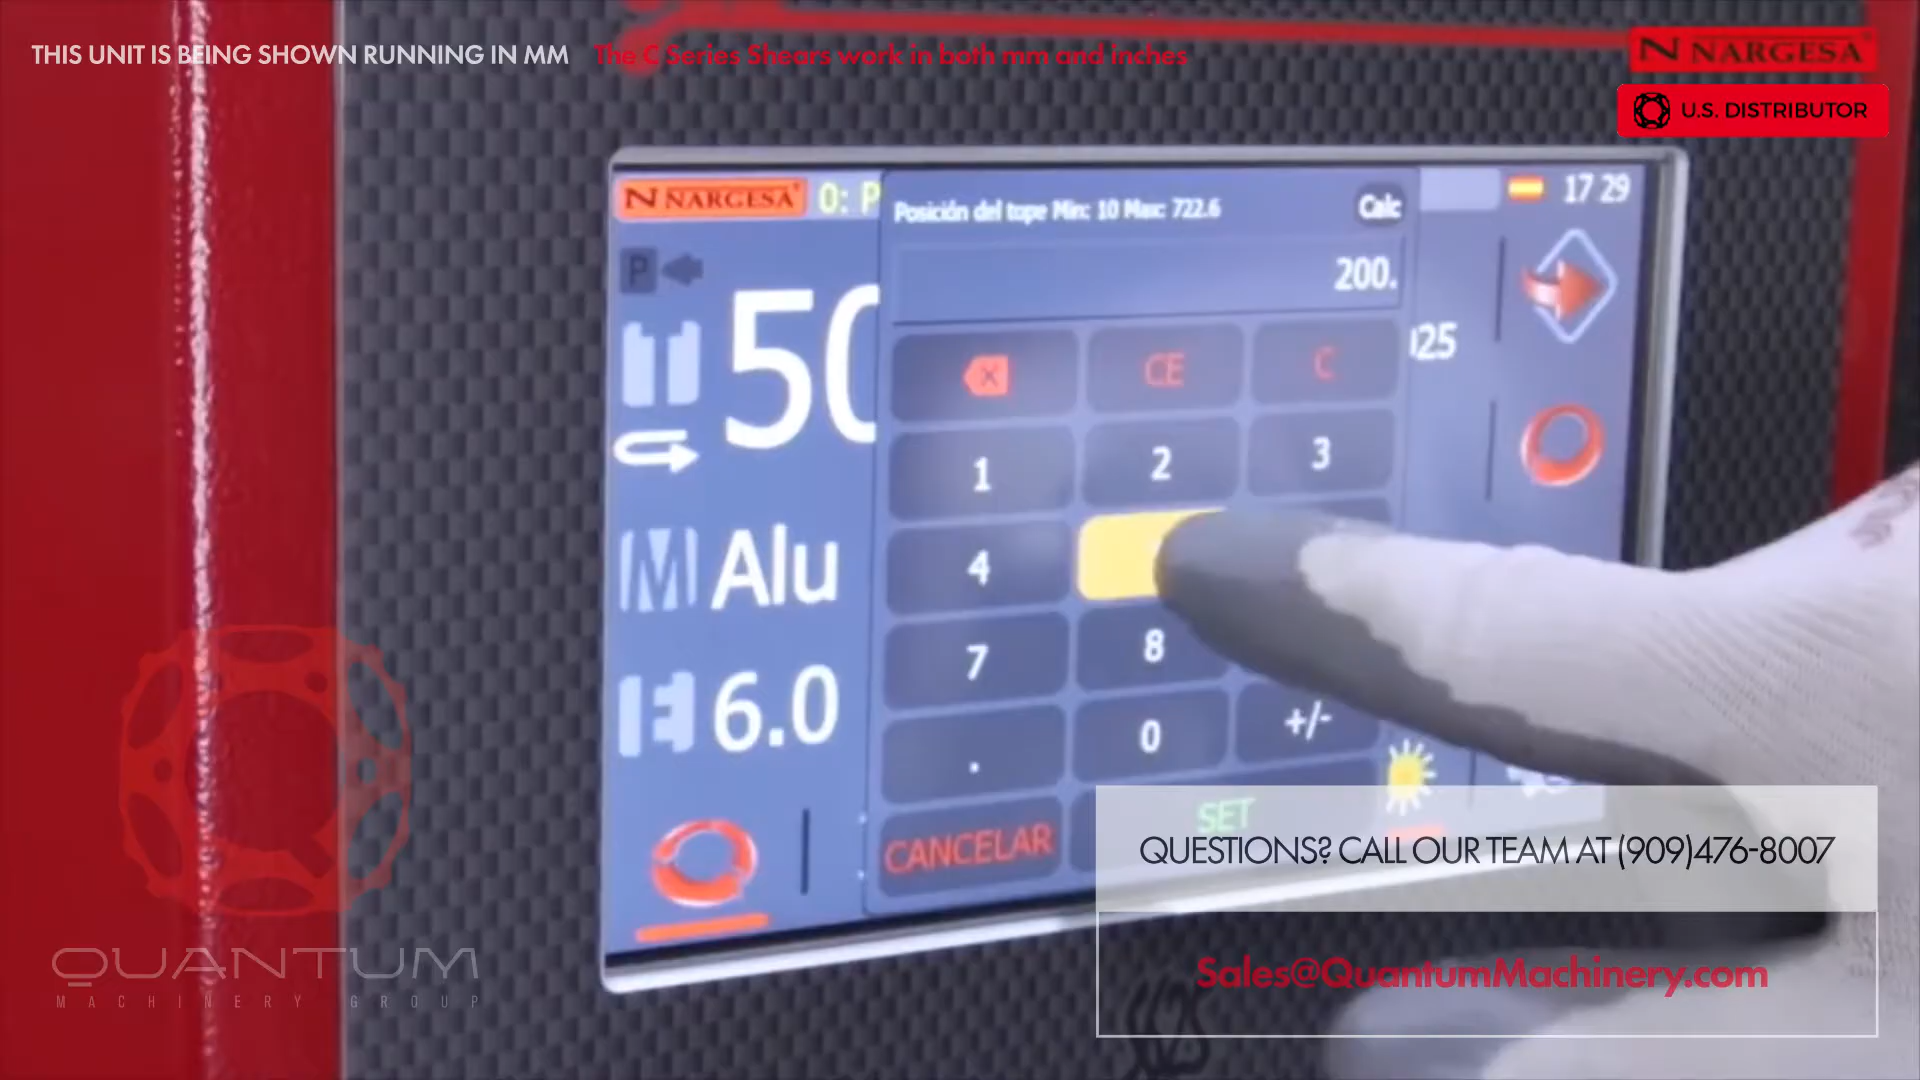 THIS UNIT IS BEING SHOWN RUNNING IN MM The C Series Shears work in both mm and inches
NARGESA
U.S. DISTRIBUTOR
NARGESA 0: P
Posición del tope Min: 10 Max: 722.6
Calc
17 29
P
200.
50
025
CE
C
1
2
3
Alu
4
7
8
6.0
.
0
+/-
CANCELAR
SET
QUESTIONS? CALL OUR TEAM AT (909)476-8007
Sales@QuantumMachinery.com
QUANTUM
MACHINERY GROUP